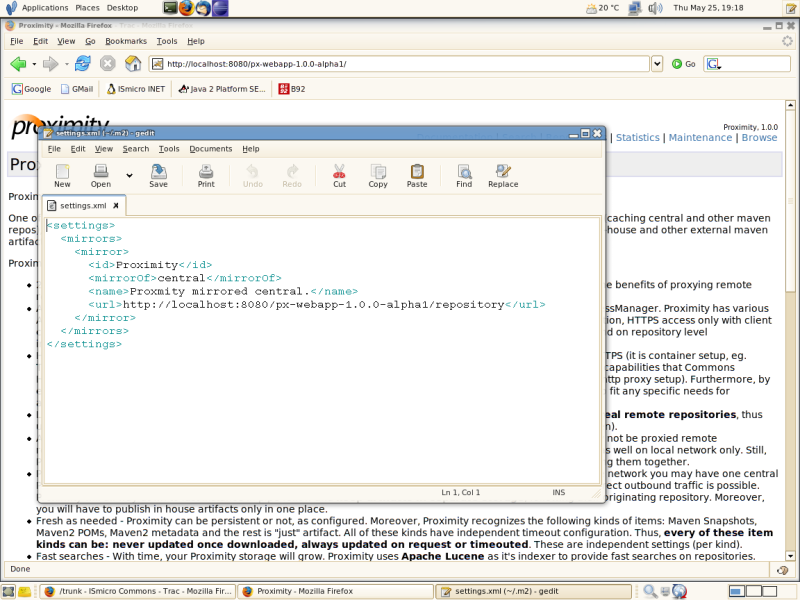 Applications Places Desktop 20 °C Thu May 25, 19:18
Proximity - Mozilla Firefox
File Edit View Go Bookmarks Tools Help
http://localhost:8080/px-webapp-1.0.0-alpha1/ Go
Google GMail ISmicro INET Java 2 Platform SE... B92
proximity
Proximity, 1.0.0
| Statistics | Maintenance | Browse
settings.xml (~/.m2) - gedit
File Edit View Search Tools Documents Help
New Open Save Print Undo Redo Cut Copy Paste Find Replace
settings.xml
<settings>
<mirrors>
<mirror>
<id>Proximity</id>
<mirrorOf>central</mirrorOf>
<name>Proxmity mirrored central.</name>
<url>http://localhost:8080/px-webapp-1.0.0-alpha1/repository</url>
</mirror>
</mirrors>
</settings>
Ln 1, Col 1 INS
Pro
Proxin
One o
caching central and other maven
repos
house and other external maven
artifac
Proxin
e benefits of proxying remote
ssManager. Proximity has various
tion, HTTPS access only with client
d on repository level
TPS (it is container setup, eg.
capabilities that Commons
http proxy setup). Furthermore, by
fit any specific needs for
eal remote repositories, thus
n).
not be proxied remote
s well on local network only. Still,
g them together.
network you may have one central
ect outbound traffic is possible.
originating repository. Moreover,
you will have to publish in house artifacts only in one place.
Fresh as needed - Proximity can be persistent or not, as configured. Moreover, Proximity recognizes the following kinds of items: Maven Snapshots,
Maven2 POMs, Maven2 metadata and the rest is "just" artifact. All of these kinds have independent timeout configuration. Thus, every of these item
kinds can be: never updated once downloaded, always updated on request or timeouted. These are independent settings (per kind).
Fast searches - With time, your Proximity storage will grow. Proximity uses Apache Lucene as it's indexer to provide fast searches on repositories.
Done
/trunk - ISmicro Commons - Trac - Mozilla Fir... Proximity - Mozilla Firefox settings.xml (~/.m2) - gedit